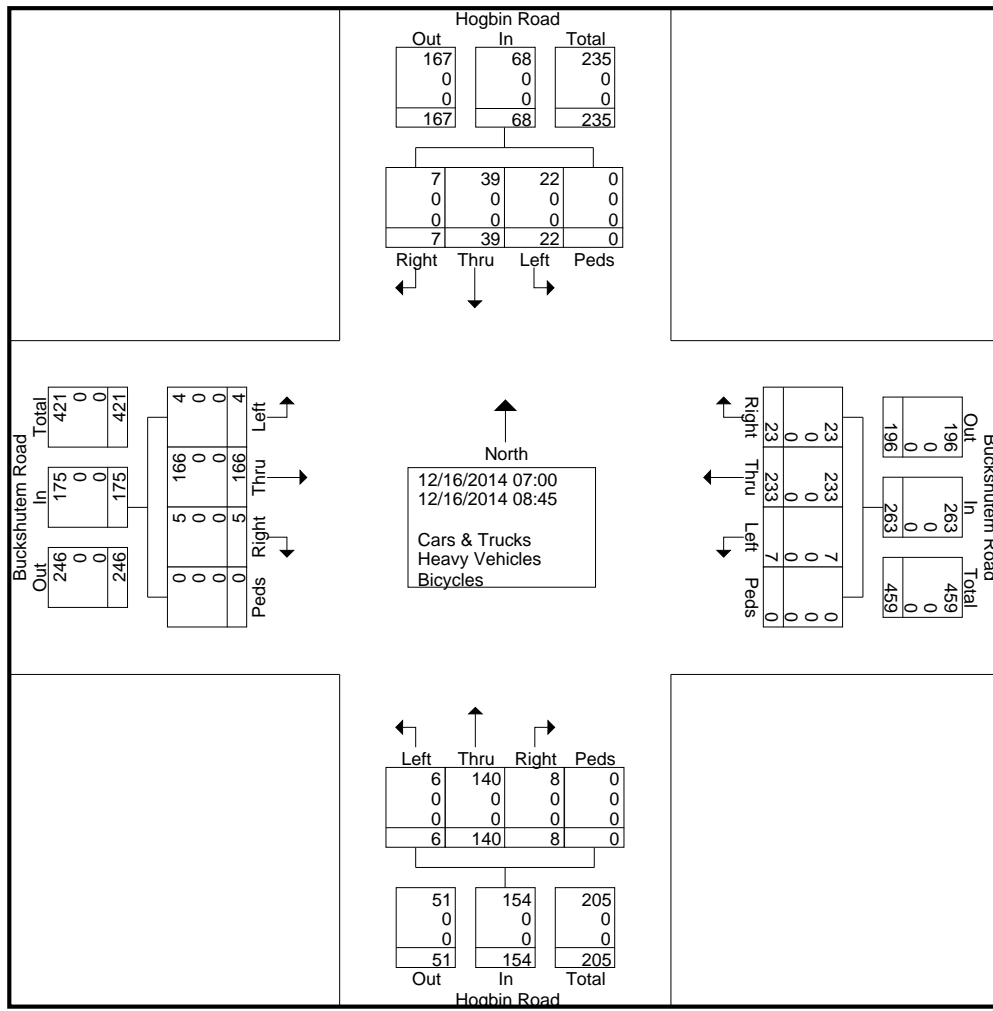 Hogbin Road
Out In Total
167 68 235
0 0 0
0 0 0
167 68 235
7 39 22 0
0 0 0 0
0 0 0 0
7 39 22 0
Right Thru Left Peds
Buckshutem Road
Total In Out
421 175 246
0 0 0
0 0 0
421 175 246
4 166 5 0
0 0 0 0
0 0 0 0
4 166 5 0
Left Thru Right Peds
North
12/16/2014 07:00
12/16/2014 08:45
Cars & Trucks
Heavy Vehicles
Bicycles
Right Thru Left Peds
23 233 7 0
0 0 0 0
0 0 0 0
23 233 7 0
Buckshutem Road
Out In Total
196 263 459
0 0 0
0 0 0
196 263 459
Left Thru Right Peds
6 140 8 0
0 0 0 0
0 0 0 0
6 140 8 0
51 154 205
0 0 0
0 0 0
51 154 205
Out In Total
Hogbin Road